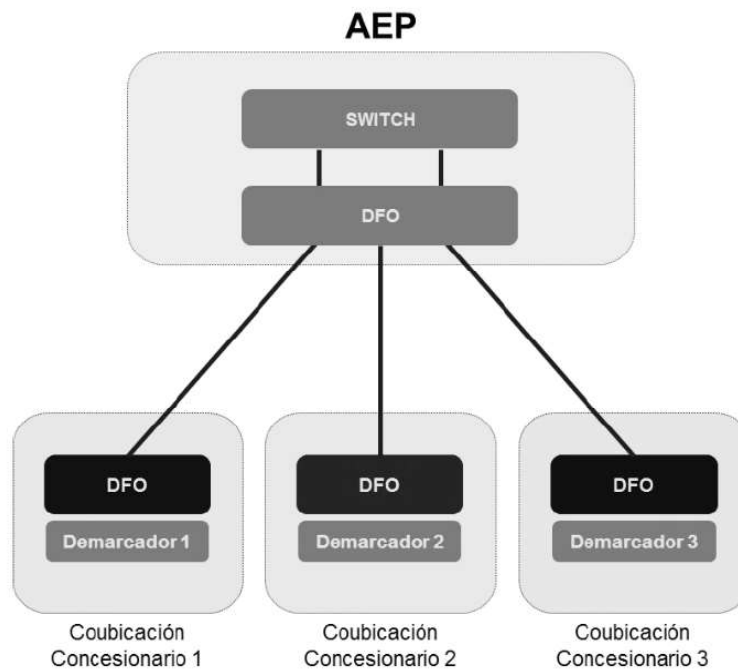 AEP
SWITCH
DFO
DFO
DFO
DFO
Demarcador 1
Demarcador 2
Demarcador 3
Coubicación
Concesionario 1
Coubicación
Concesionario 2
Coubicación
Concesionario 3